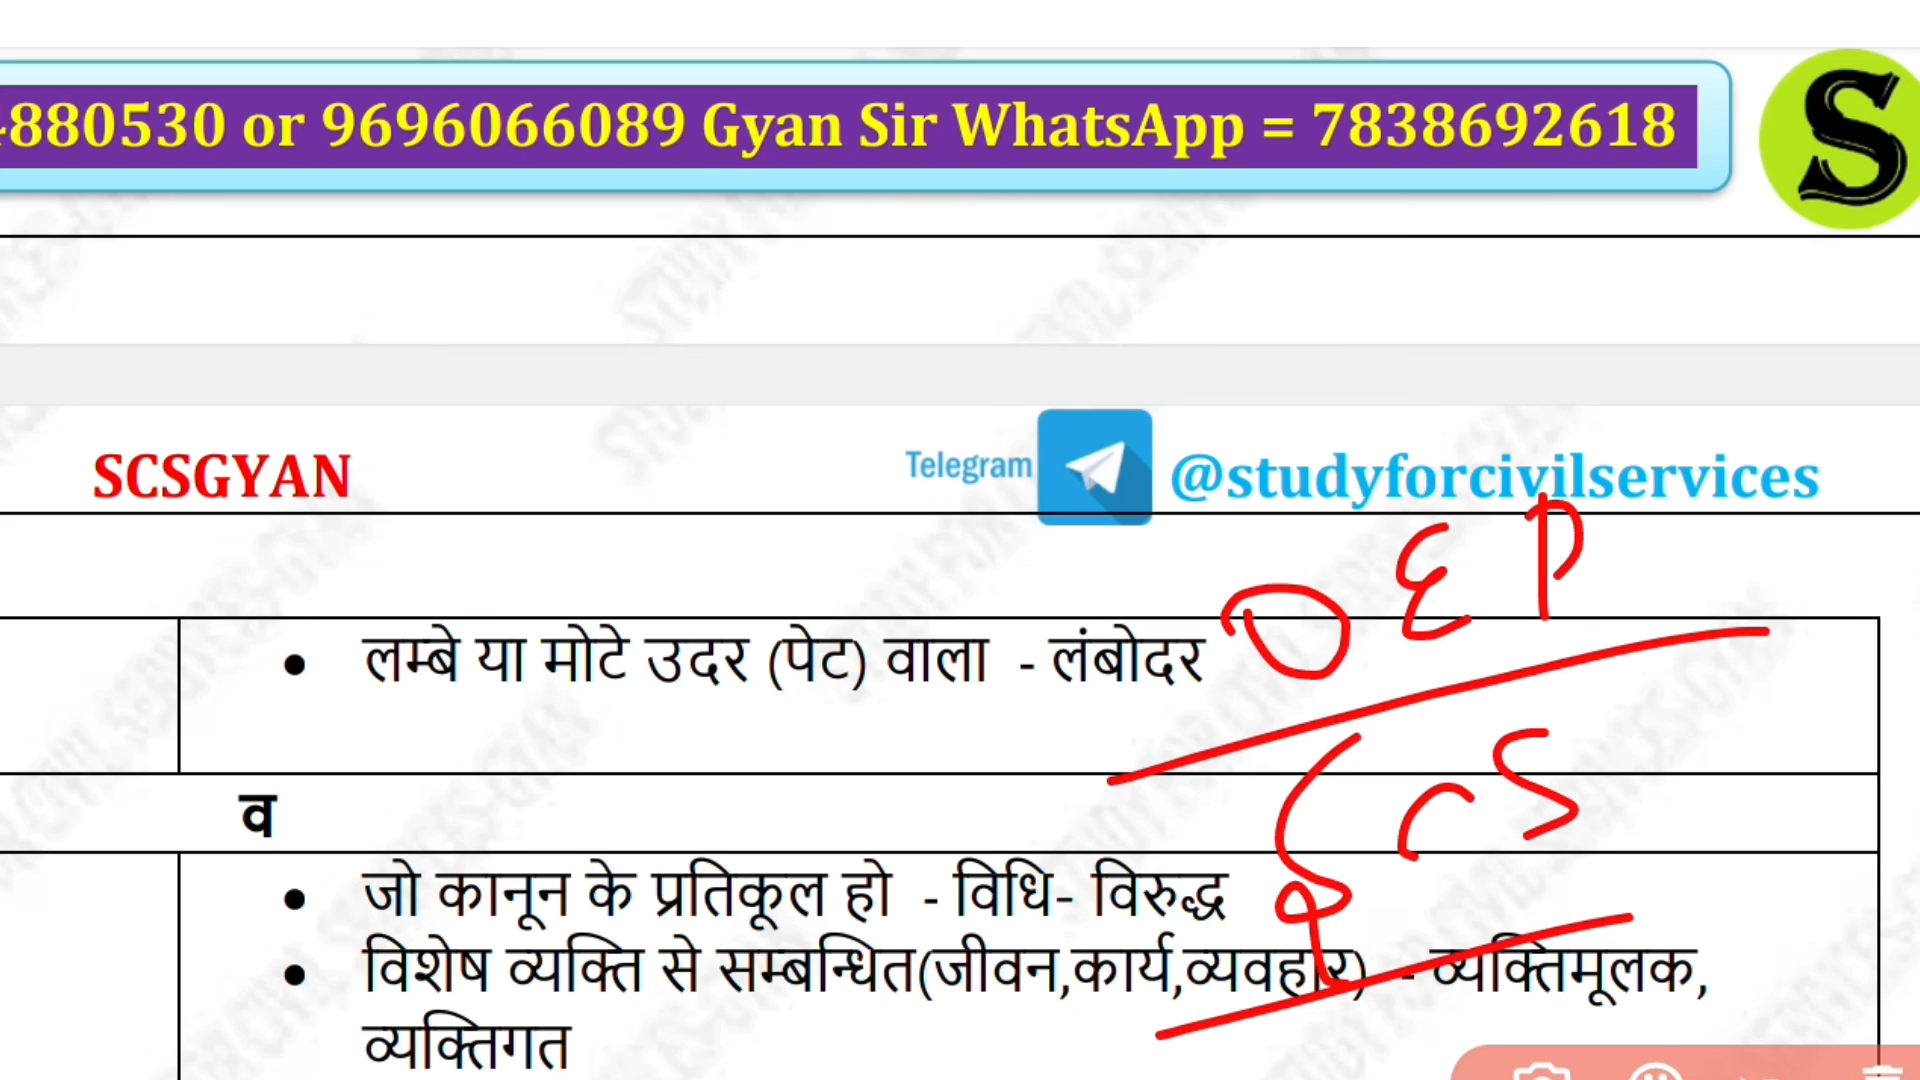 880530 or 9696066089 Gyan Sir WhatsApp = 7838692618
S
SCSGYAN
Telegram @studyforcivilservices
OEP
• लम्बे या मोटे उदर (पेट) वाला - लंबोदर
व
• जो कानून के प्रतिकूल हो - विधि- विरुद्ध
• विशेष व्यक्ति से सम्बन्धित(जीवन,कार्य,व्यवहार) - व्यक्तिमूलक,
व्यक्तिगत